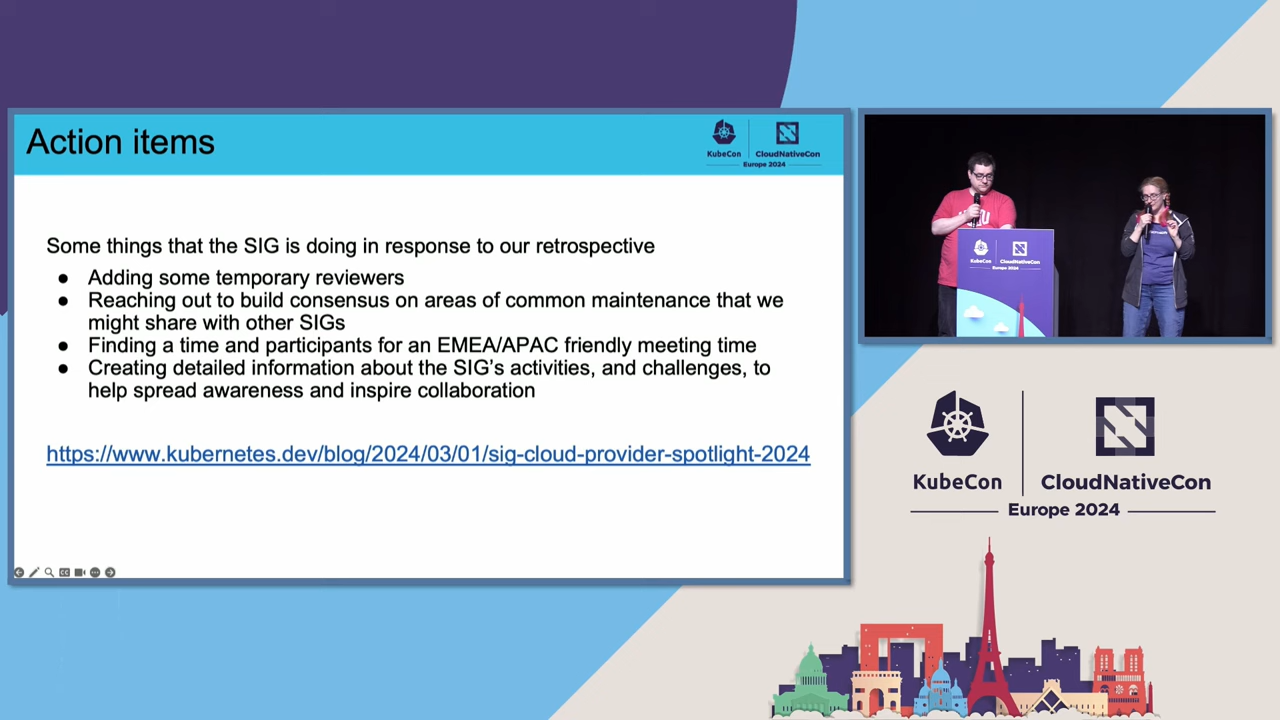 Action items
KubeCon
CloudNativeCon
Europe 2024
Some things that the SIG is doing in response to our retrospective
● Adding some temporary reviewers
● Reaching out to build consensus on areas of common maintenance that we
might share with other SIGs
● Finding a time and participants for an EMEA/APAC friendly meeting time
● Creating detailed information about the SIG's activities, and challenges, to
help spread awareness and inspire collaboration
https://www.kubernetes.dev/blog/2024/03/01/sig-cloud-provider-spotlight-2024
KubeCon
CloudNativeCon
Europe 2024
KubeCon
CloudNativeCon
Europe 2024